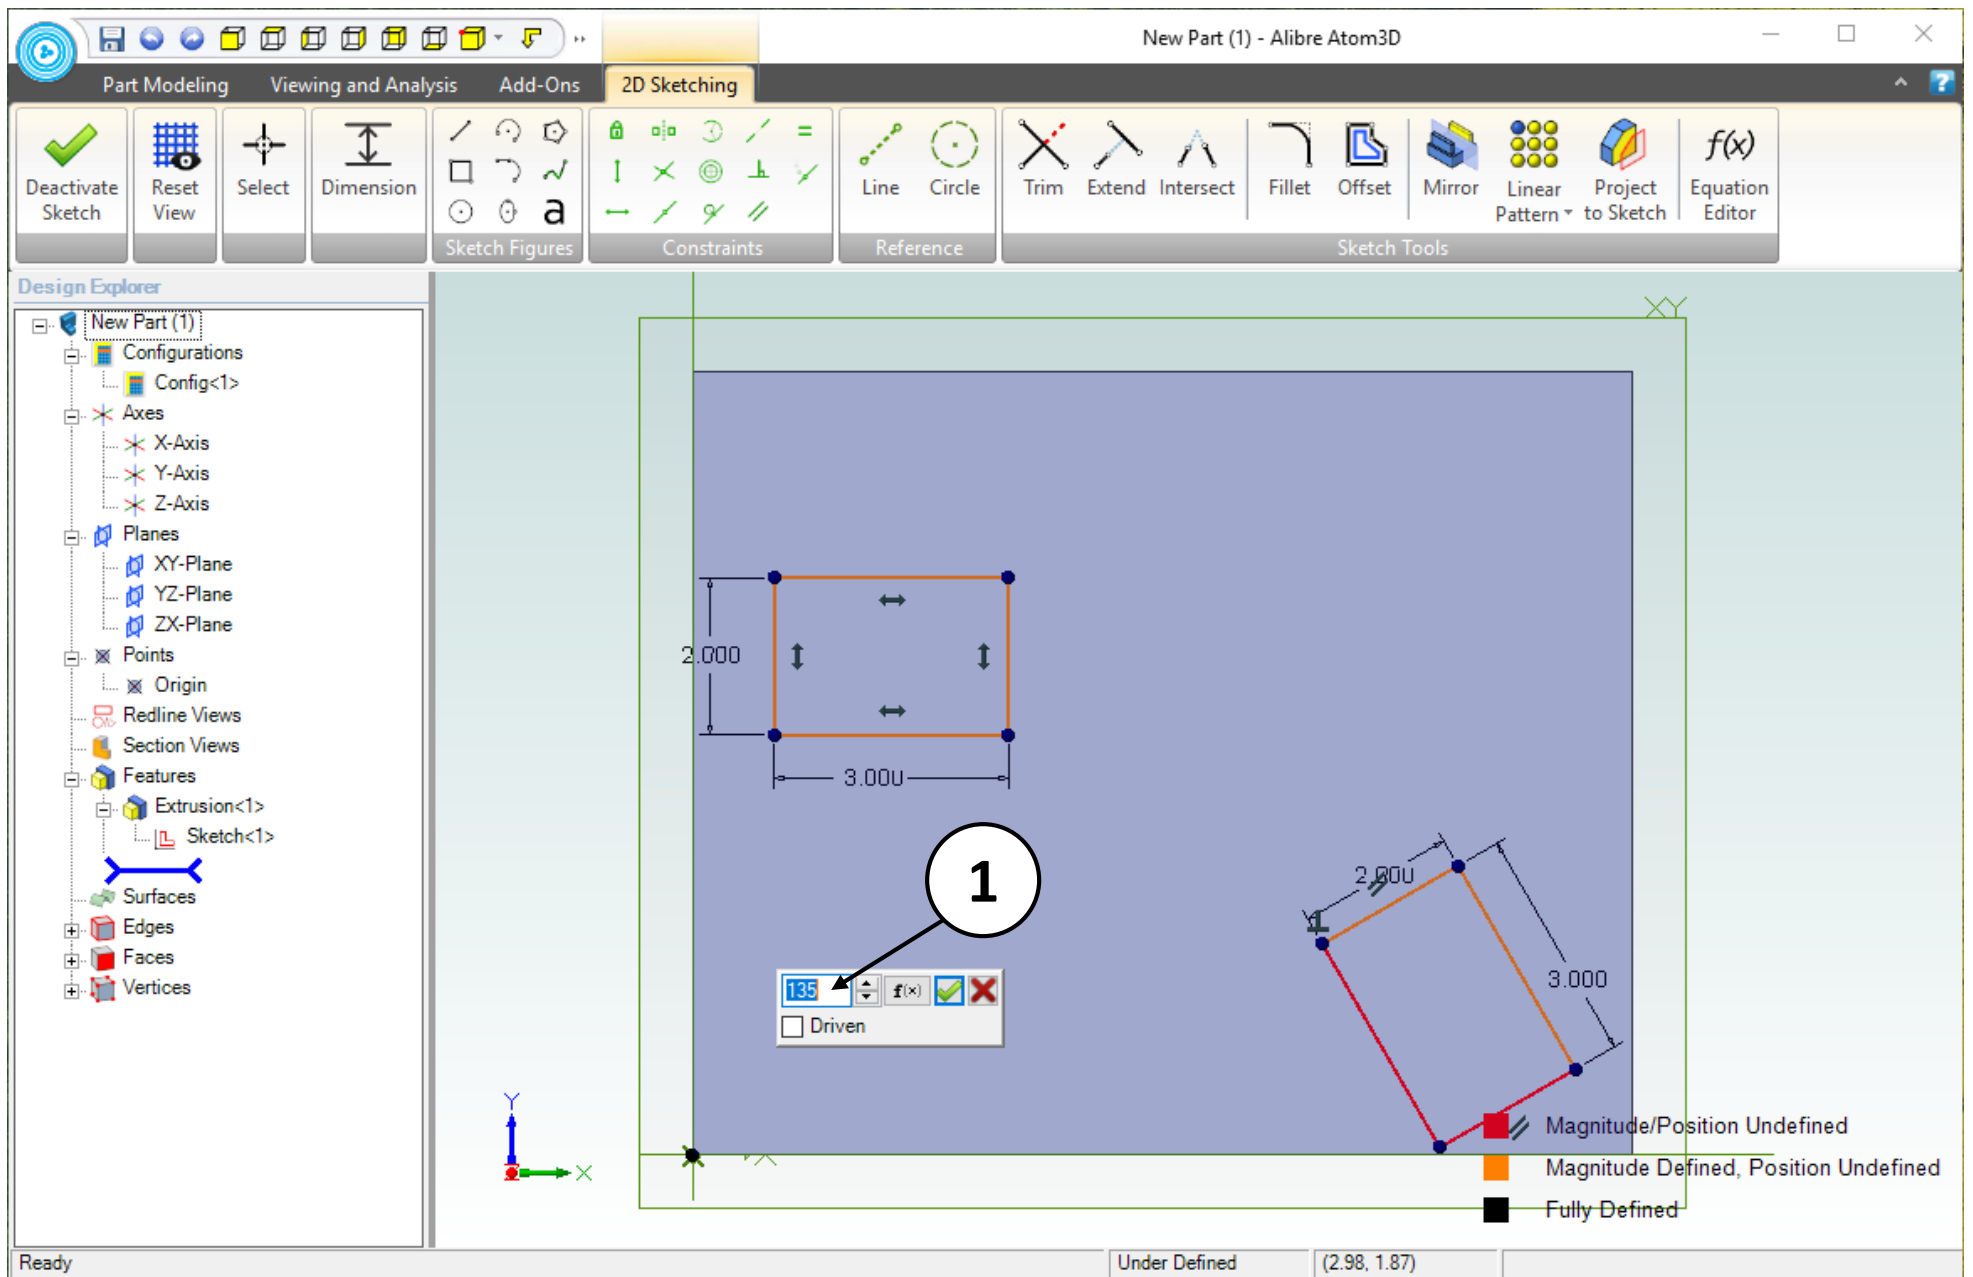 New Part (1) - Alibre Atom3D
Part Modeling Viewing and Analysis Add-Ons 2D Sketching
Deactivate Sketch
Reset View
Select
Dimension
a
Sketch Figures
Constraints
Line Circle
Reference
Trim Extend Intersect Fillet Offset Mirror
Linear Pattern
Project to Sketch
f(x)
Equation Editor
Sketch Tools
Design Explorer
New Part (1)
Configurations
Config<1>
Axes
X-Axis
Y-Axis
Z-Axis
Planes
XY-Plane
YZ-Plane
ZX-Plane
Points
Origin
Redline Views
Section Views
Features
Extrusion<1>
Sketch<1>
Surfaces
Edges
Faces
Vertices
XY
2.000
3.000
1
135 f(x)
Driven
2.000
3.000
Y
X
X
Magnitude/Position Undefined
Magnitude Defined, Position Undefined
Fully Defined
Ready
Under Defined
(2.98, 1.87)